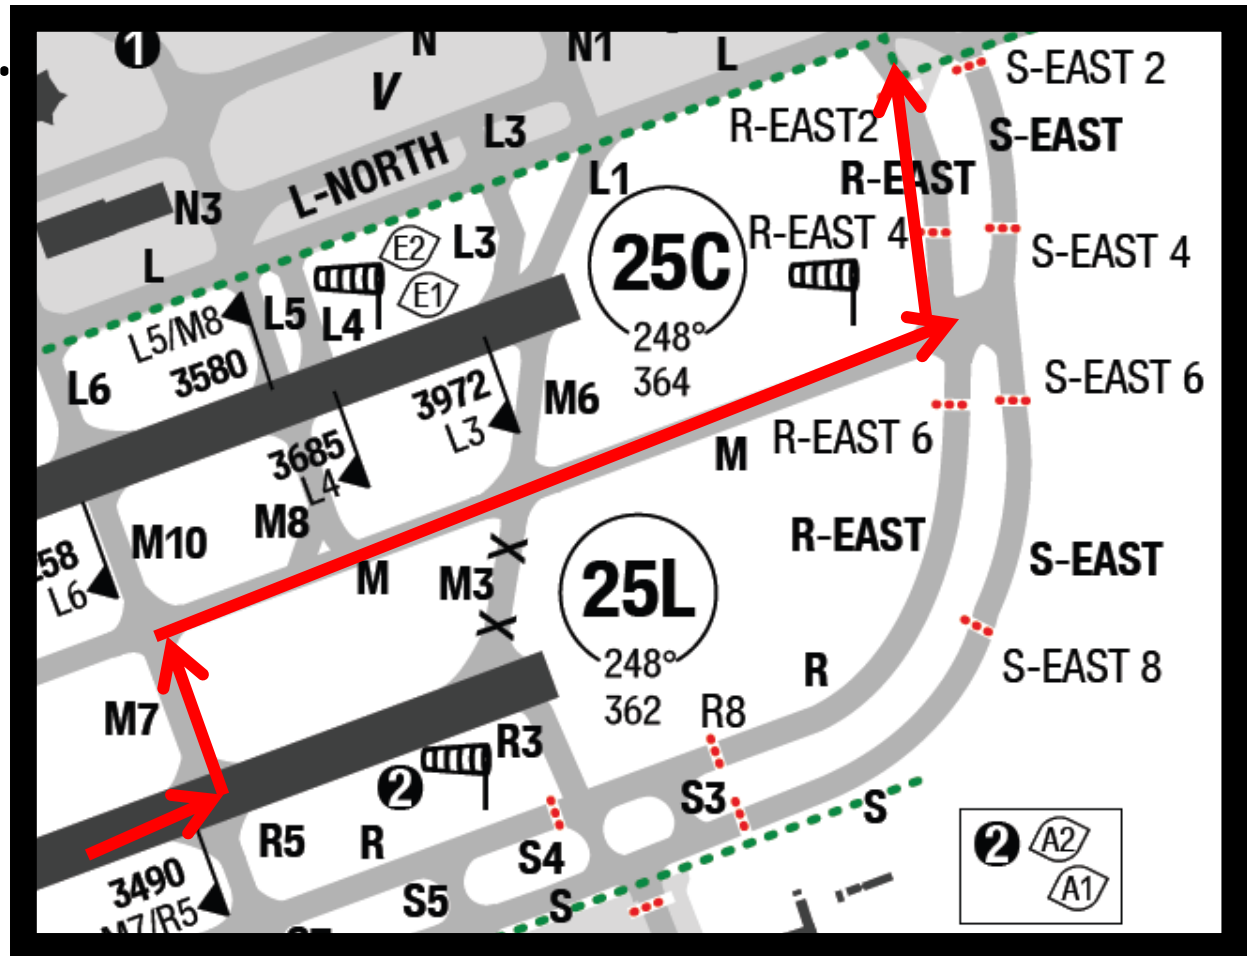 1
N
N1
L
S-EAST 2
V
R-EAST2
S-EAST
L3
L-NORTH
L1
R-EAST
N3
25C
R-EAST 4
S-EAST 4
E2
L3
L
E1
L5/M8
L5
L4
248°
3580
364
L6
3972
M6
S-EAST 6
L3
M
R-EAST 6
3685
L4
M8
M10
R-EAST
58
L6
M
M3
X
25L
S-EAST
X
248°
R
S-EAST 8
362
R8
M7
R3
2
S3
S
R5
R
S4
2
A2
A1
3490
M7/R5
S5
S